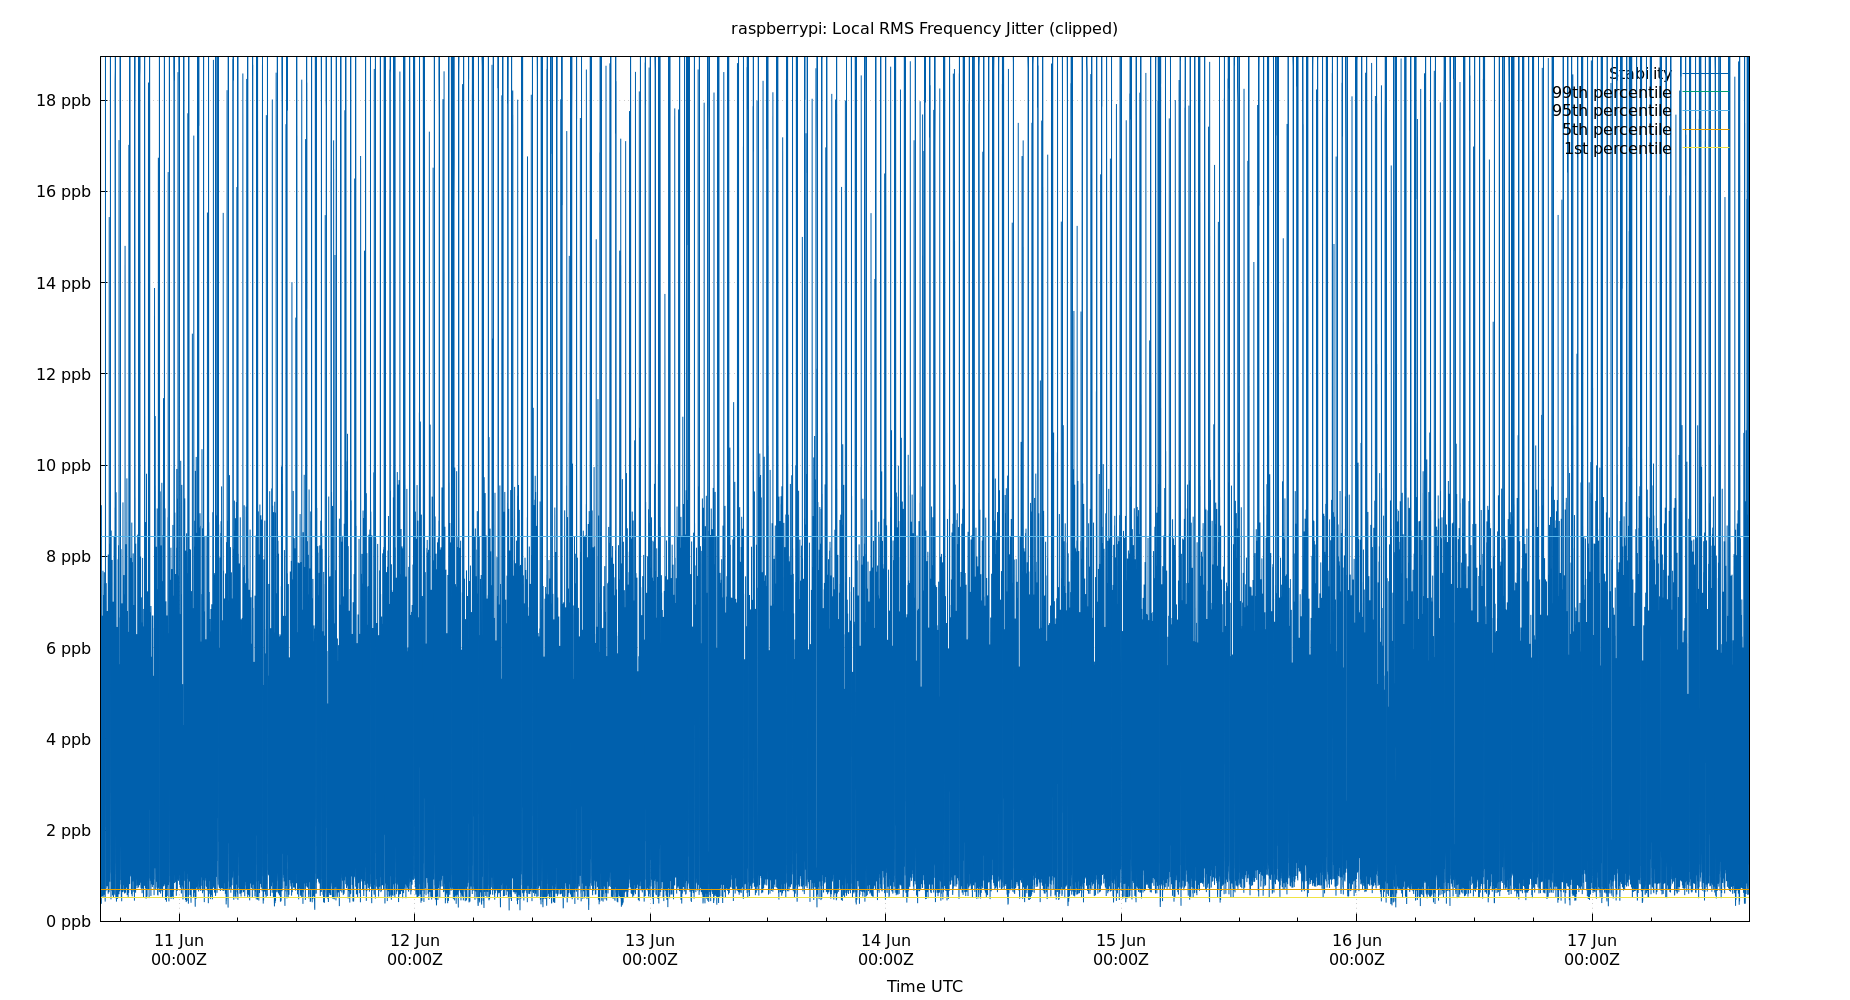 raspberrypi: Local RMS Frequency Jitter (clipped)
Stability
99th percentile
95th percentile
5th percentile
1st percentile
18 ppb
16 ppb
14 ppb
12 ppb
10 ppb
8 ppb
6 ppb
4 ppb
2 ppb
0 ppb
11 Jun 12 Jun 13 Jun 14 Jun 15 Jun 16 Jun 17 Jun
00:00Z 00:00Z 00:00Z 00:00Z 00:00Z 00:00Z 00:00Z
Time UTC